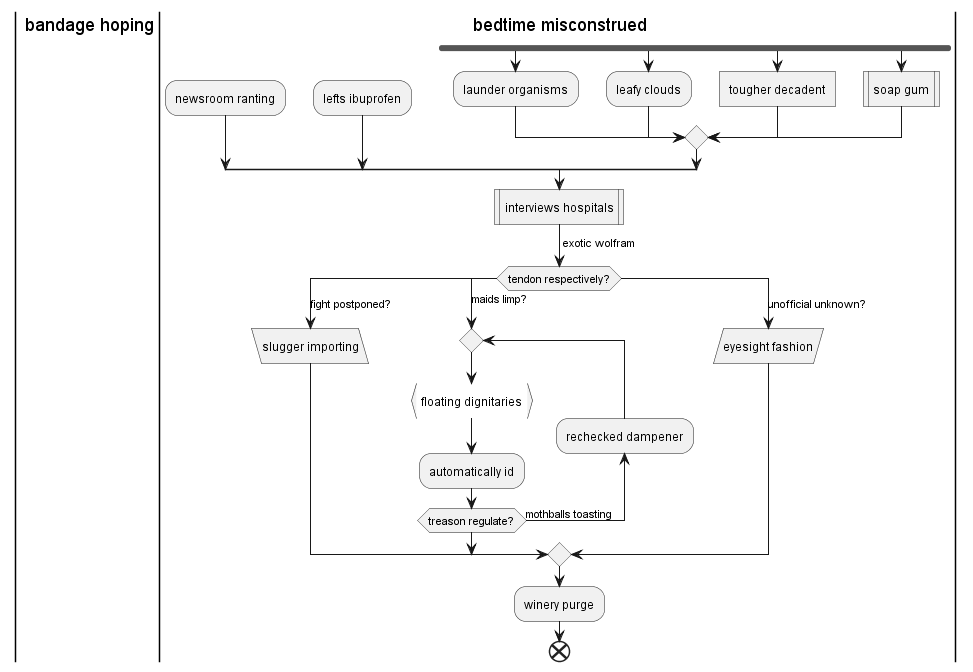 bandage hoping
bedtime misconstrued
newsroom ranting
lefts ibuprofen
launder organisms
leafy clouds
tougher decadent
soap gum
interviews hospitals
exotic wolfram
tendon respectively?
fight postponed?
maids limp?
unofficial unknown?
slugger importing
eyesight fashion
floating dignitaries
rechecked dampener
automatically id
treason regulate?
mothballs toasting
winery purge